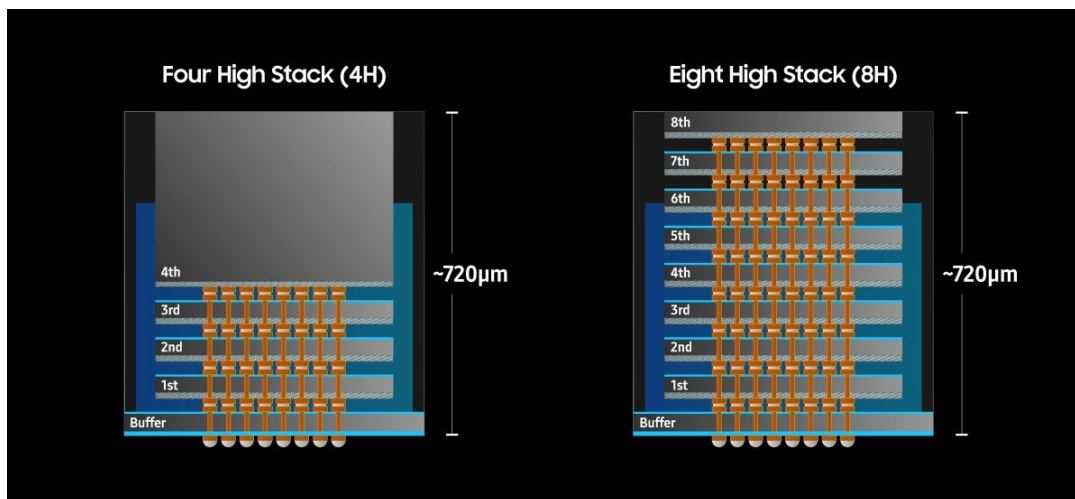 Four High Stack (4H)
4th
3rd
2nd
1st
Buffer
~720μm
Eight High Stack (8H)
8th
7th
6th
5th
4th
3rd
2nd
1st
Buffer
~720μm